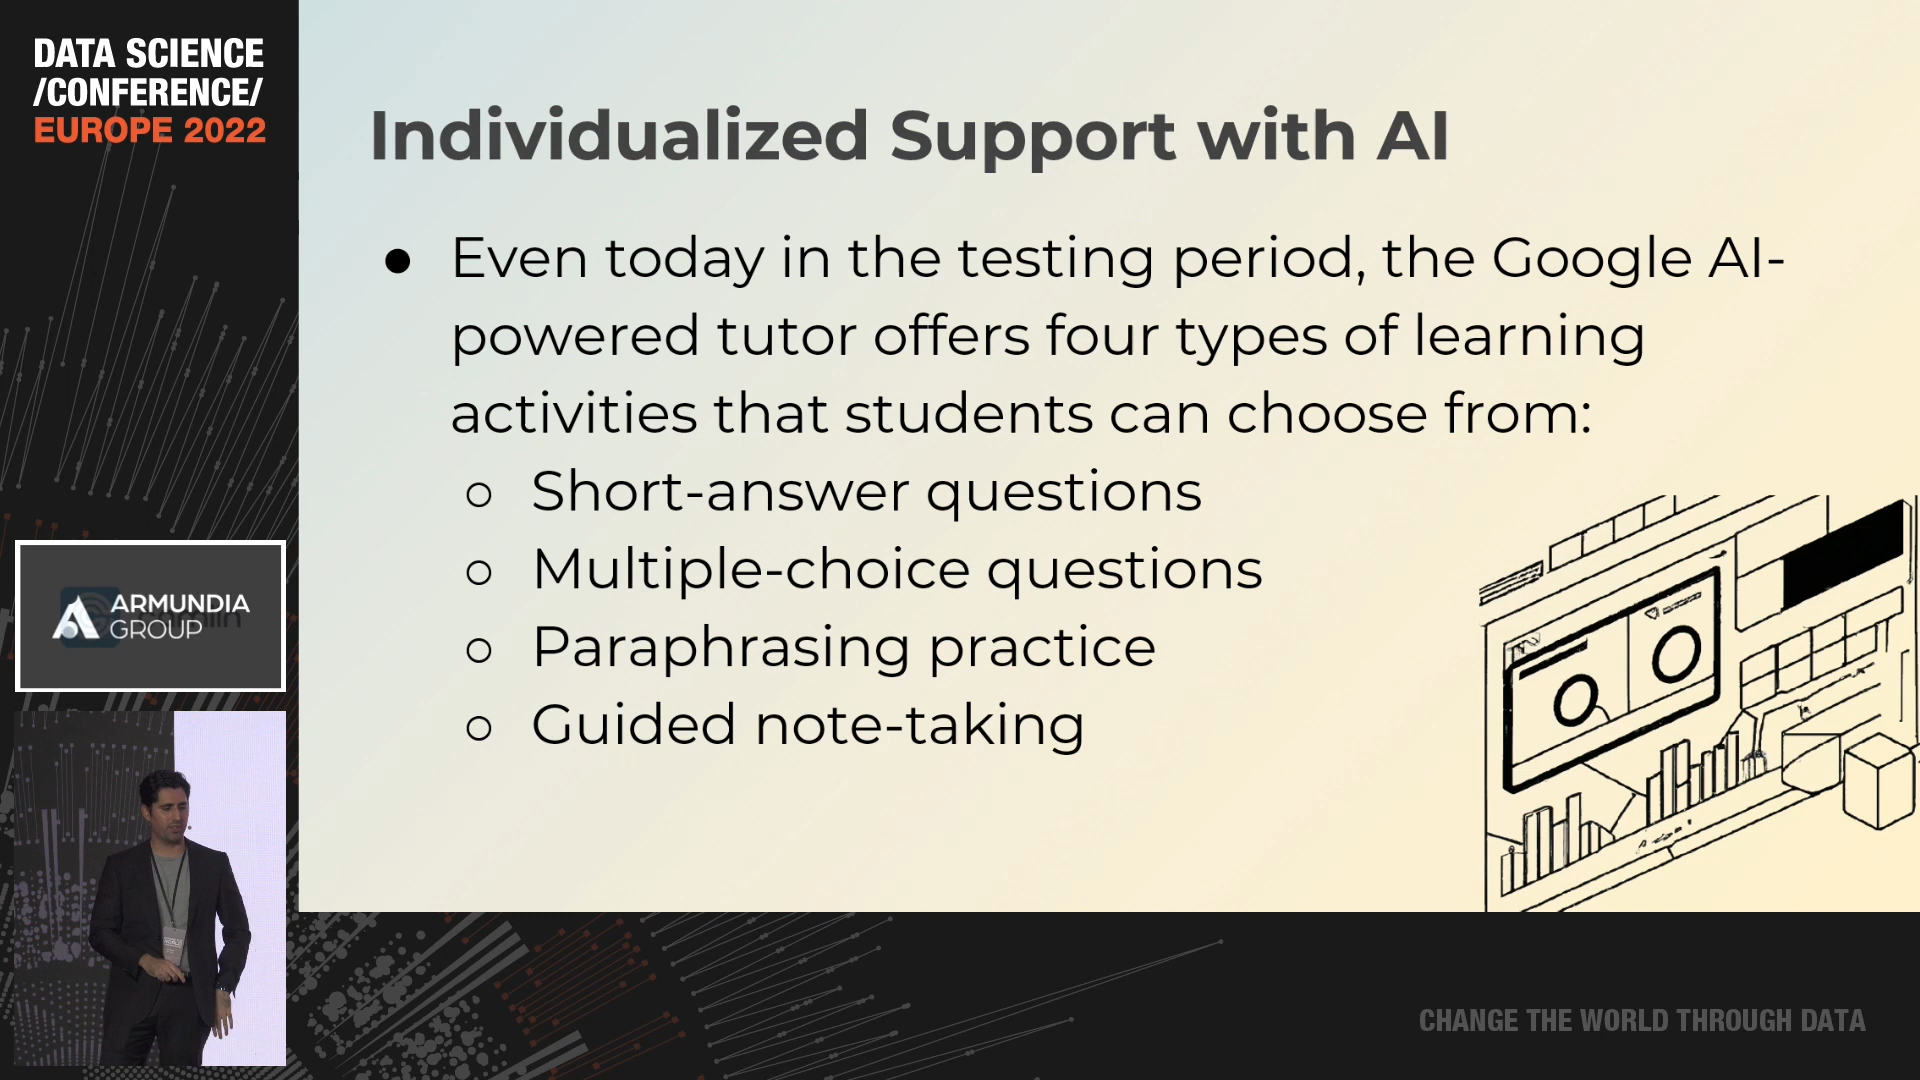 DATA SCIENCE
/CONFERENCE/
EUROPE 2022
Individualized Support with AI
Even today in the testing period, the Google AI-
powered tutor offers four types of learning
activities that students can choose from:
Short-answer questions
Multiple-choice questions
Paraphrasing practice
Guided note-taking
ARMUNDIA
GROUP
CHANGE THE WORLD THROUGH DATA